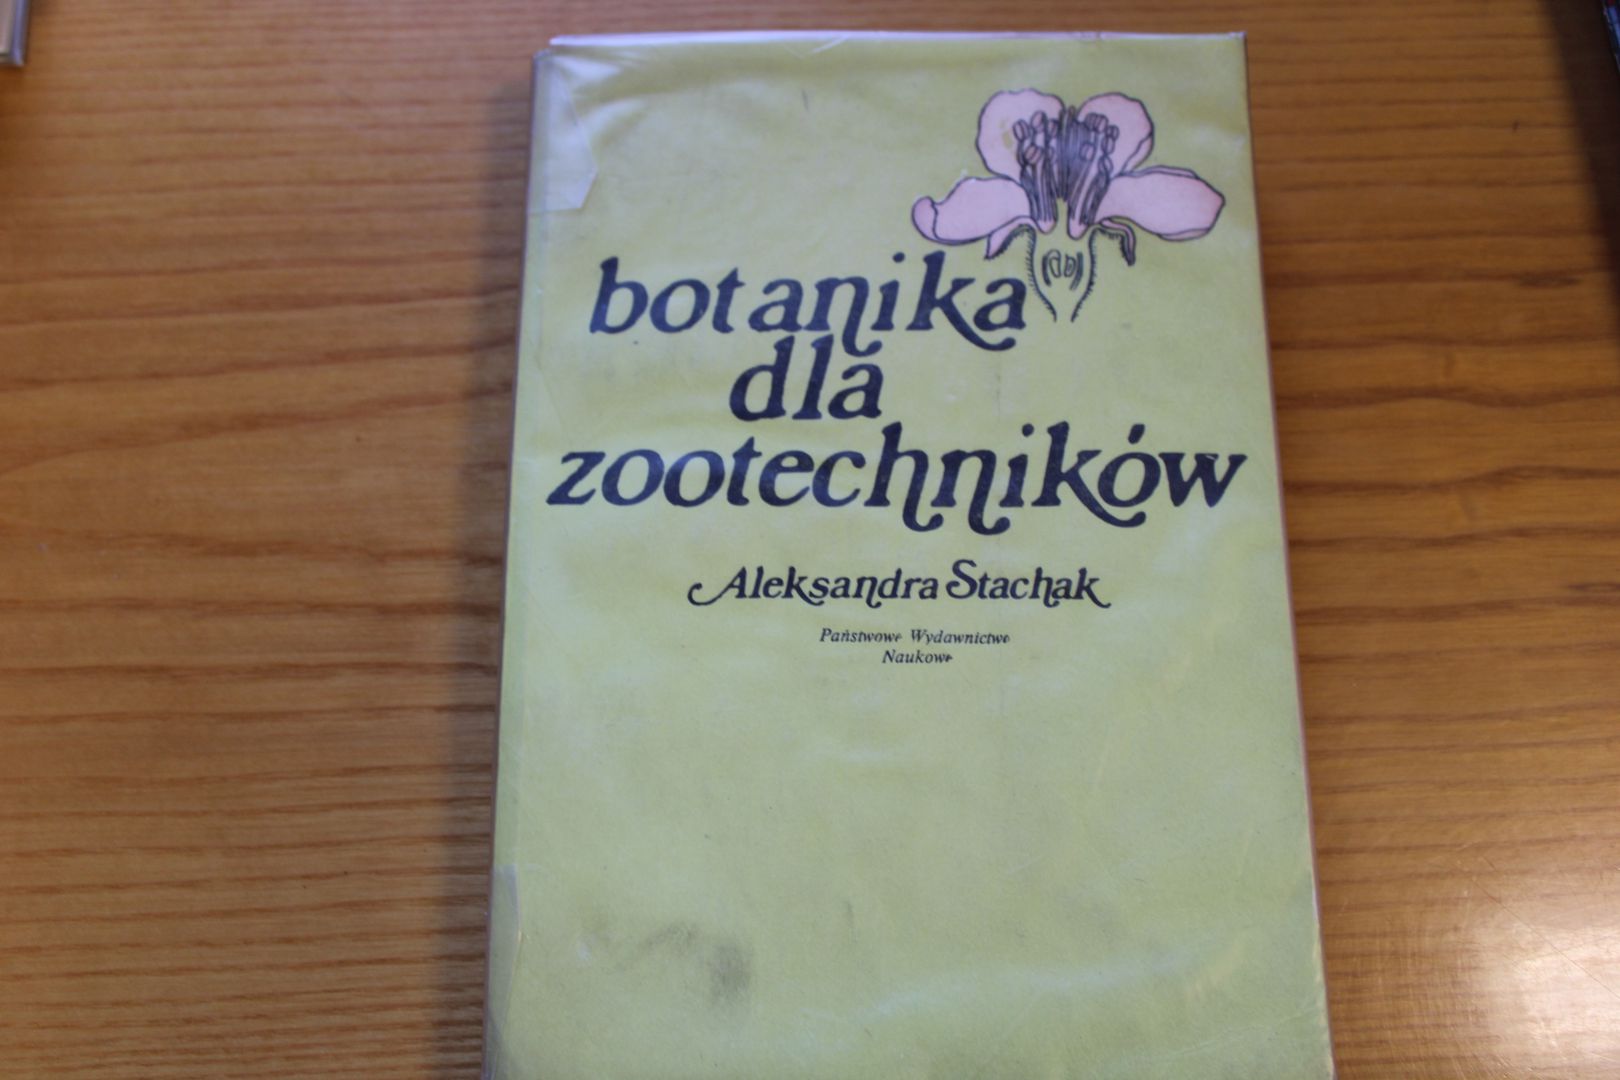 botanika
dla
zootechników
Aleksandra Stachak
Państwowe Wydawnictwo
Naukowe